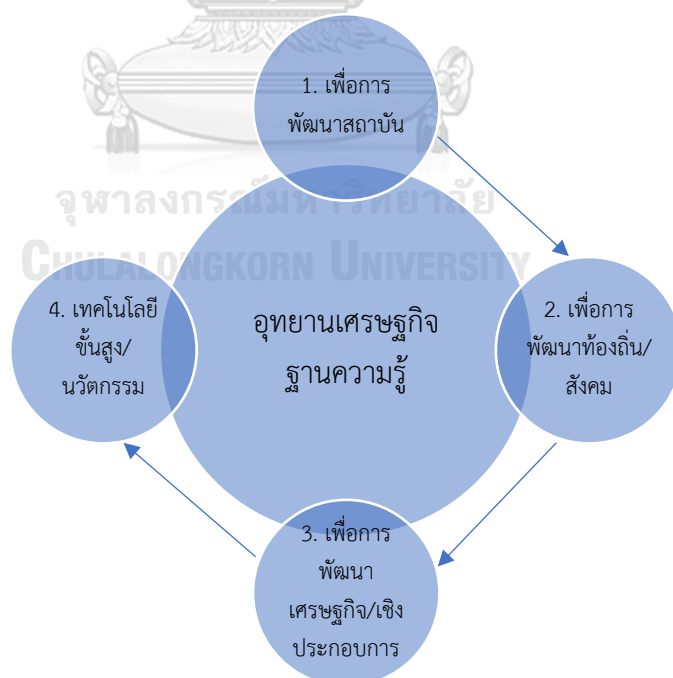 1. เพื่อการ
พัฒนาสถาบัน
จุฬาลงกรณ์มหาวิทยาลัย
CHULALONGKORN UNIVERSITY
4. เทคโนโลยี
ขั้นสูง/
นวัตกรรม
อุทยานเศรษฐกิจ
ฐานความรู้
2. เพื่อการ
พัฒนาท้องถิ่น/
สังคม
3. เพื่อการ
พัฒนา
เศรษฐกิจ/เชิง
ประกอบการ